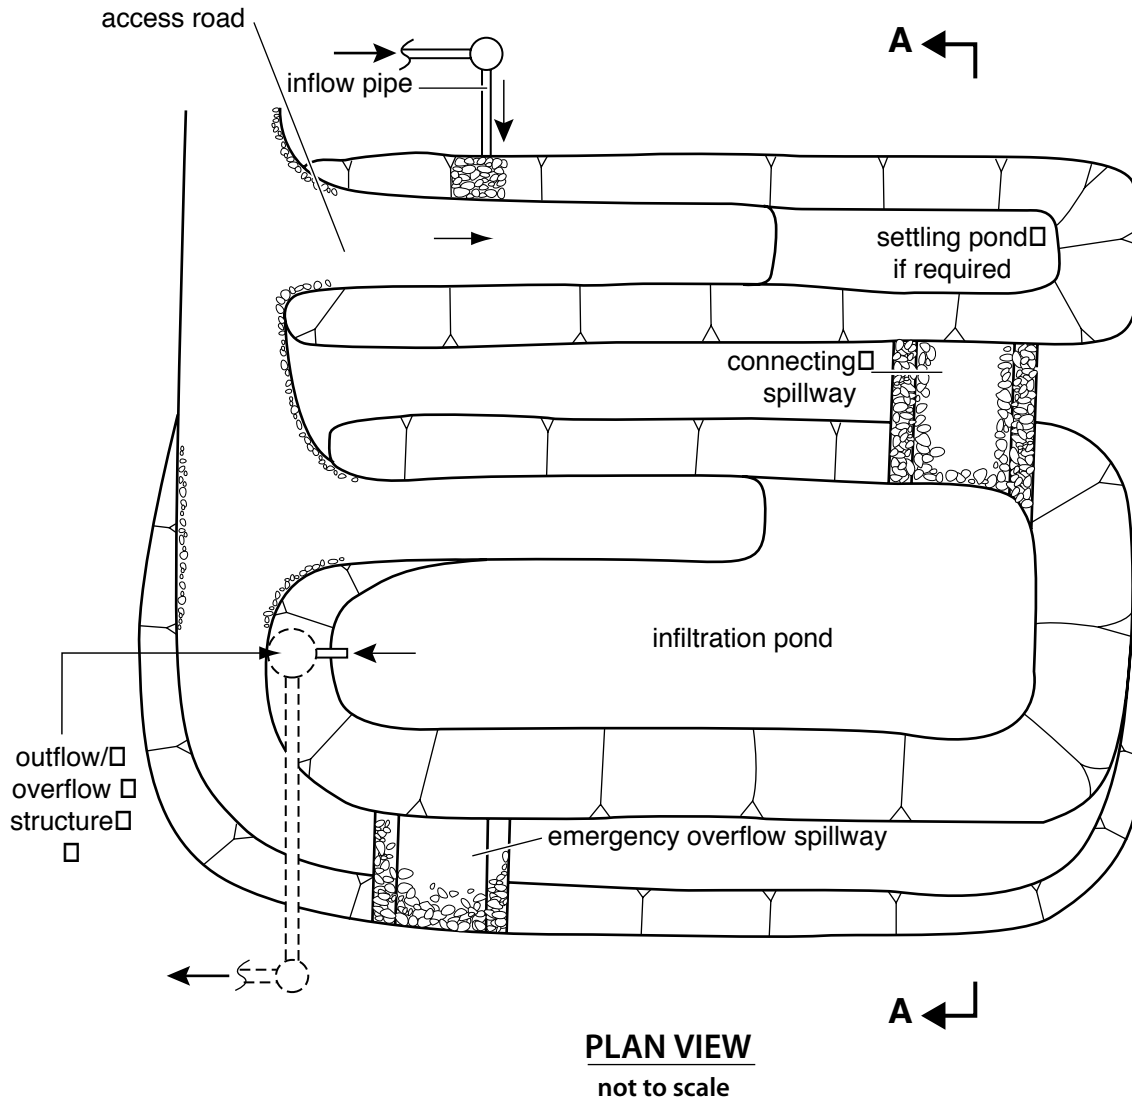 access road
A
inflow pipe
settling pond□
if required
connecting□
spillway
infiltration pond
outflow/□
overflow □
structure□
□
emergency overflow spillway
A
PLAN VIEW
not to scale